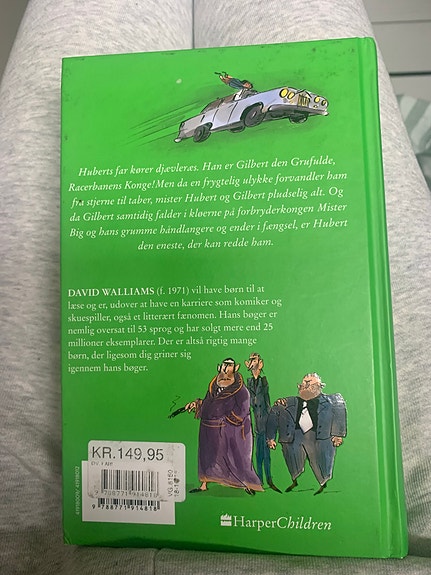 Huberts far kører djævleræs. Han er Gilbert den Grufulde,
Racerbanens Konge!Men da en frygtelig ulykke forvandler ham
fra stjerne til taber, mister Hubert og Gilbert pludselig alt. Og
da Gilbert samtidig falder i kløerne på forbryderkongen Mister
Big og hans grumme håndlangere og ender i fængsel, er Hubert
den eneste, der kan redde ham.
DAVID WALLIAMS (f. 1971) vil have børn til at
læse og er, udover at have en karriere som komiker og
skuespiller, også et litterært fænomen. Hans bøger er
nemlig oversat til 53 sprog og har solgt mere end 25
millioner eksemplarer. Der er altså rigtig mange
børn, der ligesom dig griner sig
igennem hans bøger.
KR.149,95
9 788771 914818
HarperChildren